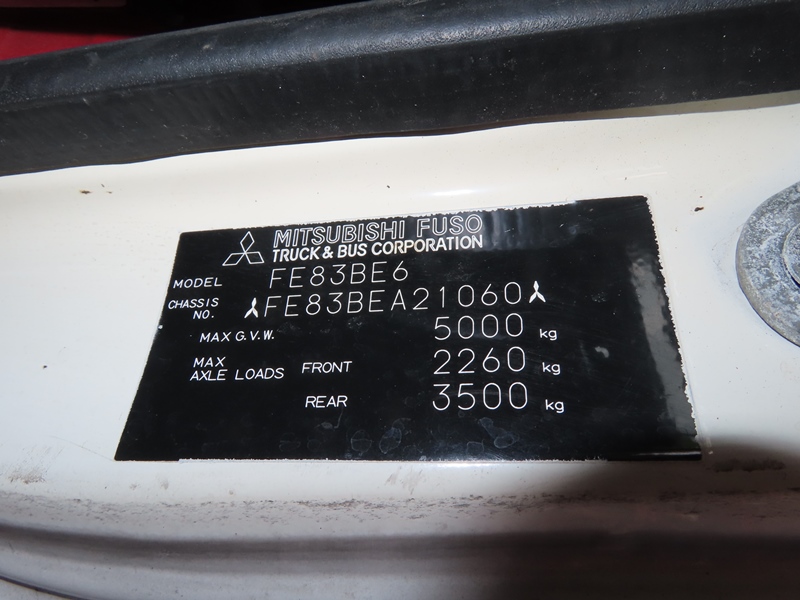 MITSUBISHI FUSO
TRUCK & BUS CORPORATION
MODEL FE83BE6
CHASSIS NO. FE83BEA21060
MAX G.V.W. 5000 kg
MAX AXLE LOADS FRONT 2260 kg
REAR 3500 kg